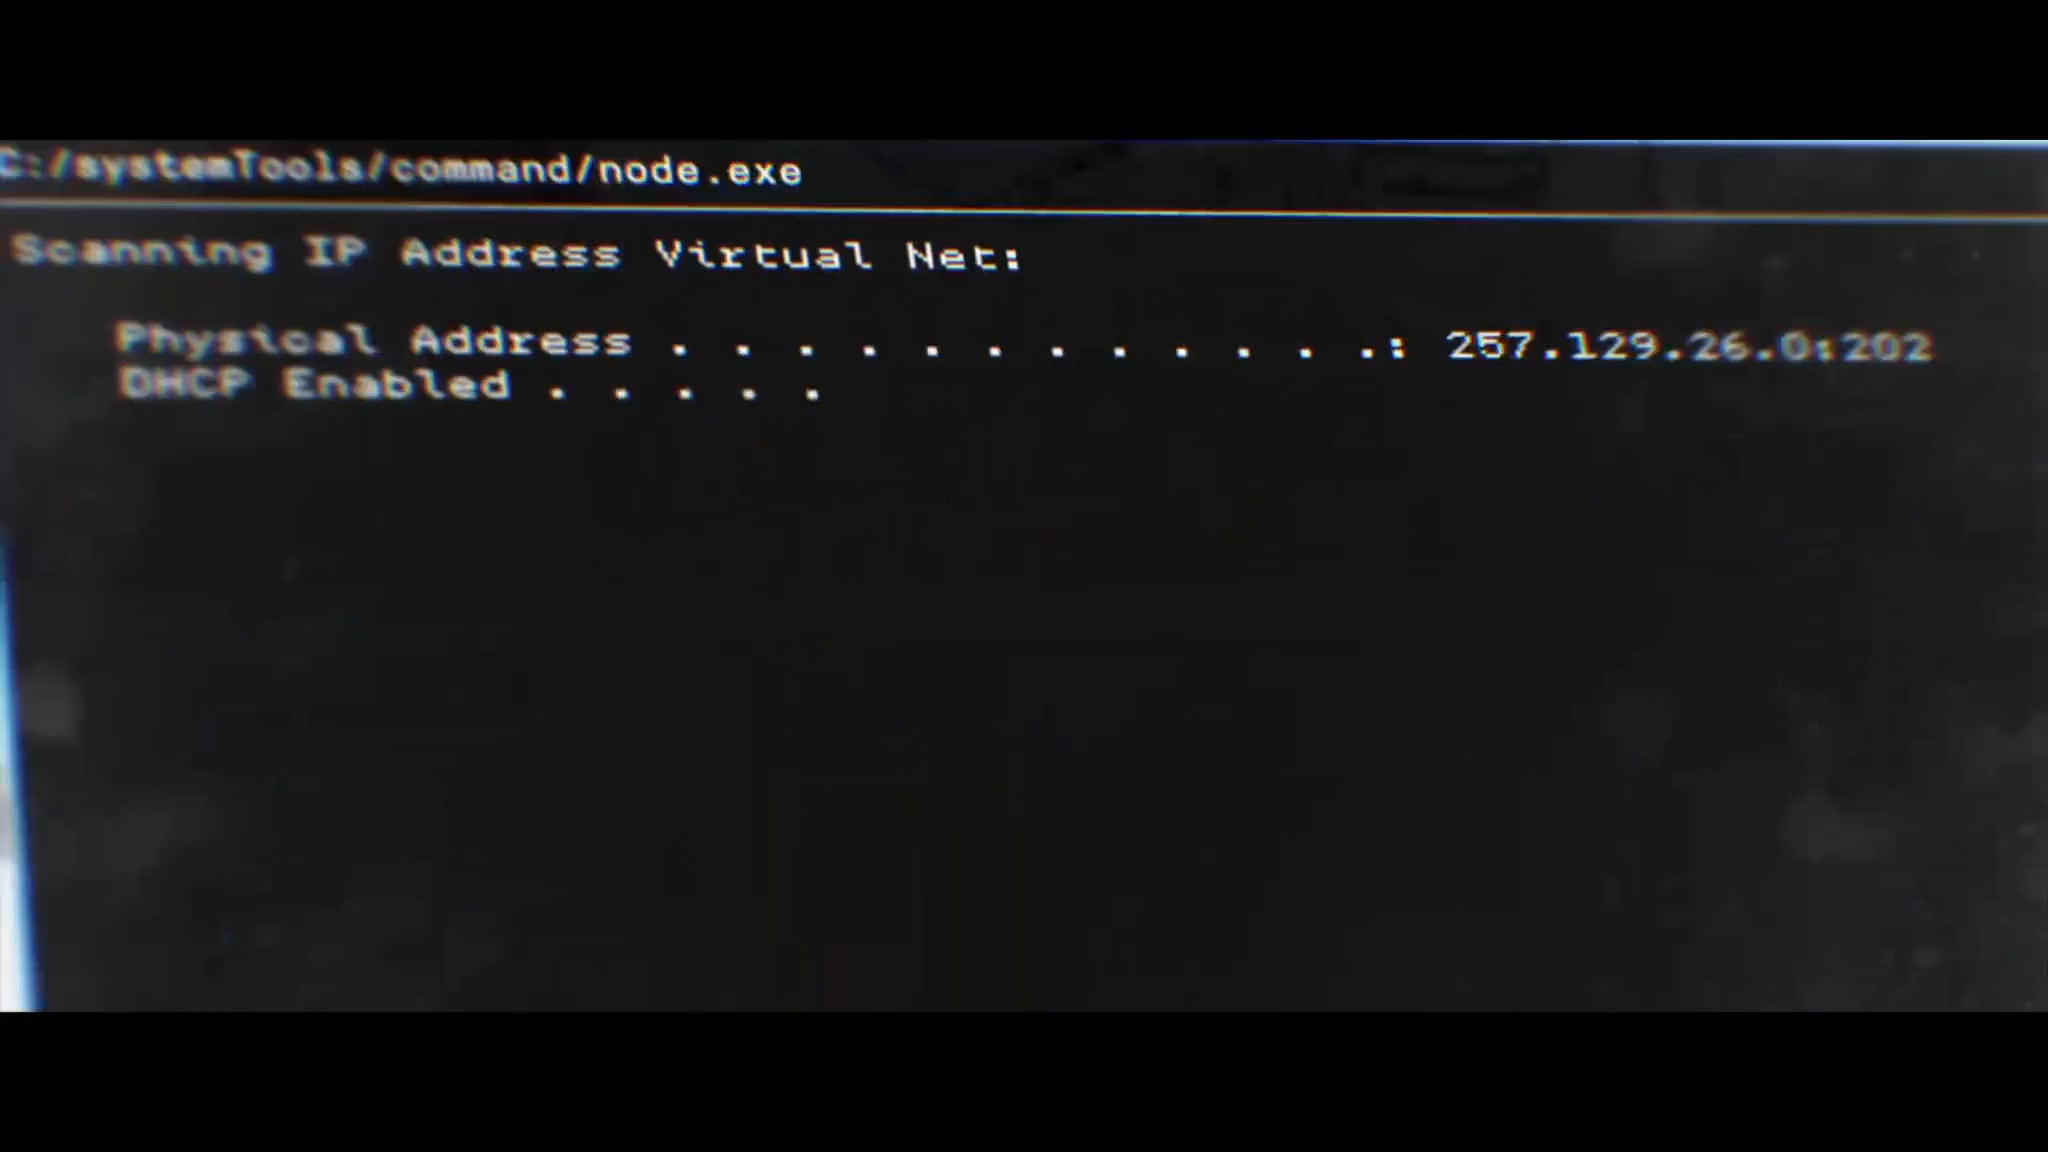 C:/systemTools/command/node.exe
Scanning IP Address Virtual Net:
Physical Address . . . . . . . . . . . .: 257.129.26.0:202
DHCP Enabled . . . . .